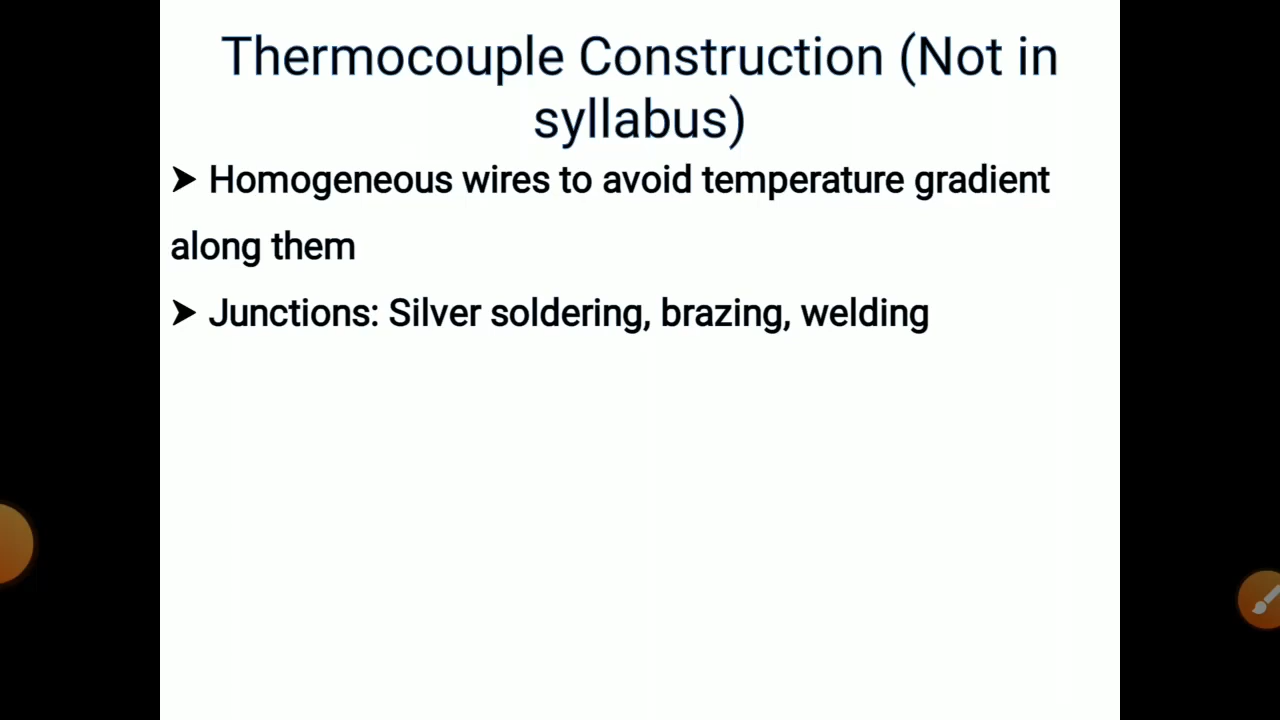 Thermocouple Construction (Not in
syllabus)
➤ Homogeneous wires to avoid temperature gradient
along them
➤ Junctions: Silver soldering, brazing, welding